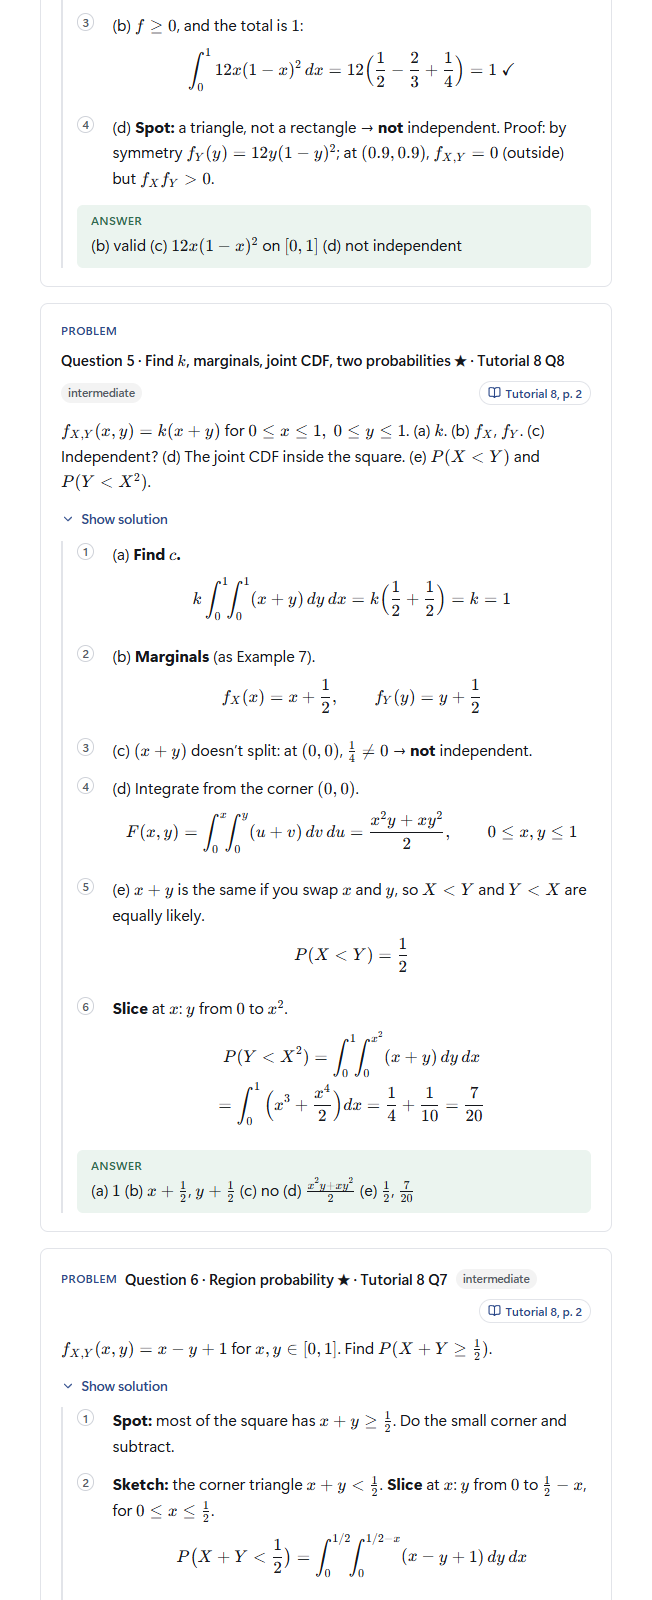 3 (b) f ≥ 0, and the total is 1:
∫₀¹ 12x(1 − x)² dx = 12(1/2 − 2/3 + 1/4) = 1 ✓
4 (d) Spot: a triangle, not a rectangle → not independent. Proof: by
symmetry f_Y(y) = 12y(1 − y)²; at (0.9, 0.9), f_{X,Y} = 0 (outside)
but f_X f_Y > 0.
ANSWER
(b) valid (c) 12x(1 − x)² on [0, 1] (d) not independent
PROBLEM
Question 5 · Find k, marginals, joint CDF, two probabilities ★ · Tutorial 8 Q8
intermediate Tutorial 8, p. 2
f_{X,Y}(x, y) = k(x + y) for 0 ≤ x ≤ 1, 0 ≤ y ≤ 1. (a) k. (b) f_X, f_Y. (c)
Independent? (d) The joint CDF inside the square. (e) P(X < Y) and
P(Y < X²).
Show solution
1 (a) Find c.
k ∫₀¹ ∫₀¹ (x + y) dy dx = k(1/2 + 1/2) = k = 1
2 (b) Marginals (as Example 7).
f_X(x) = x + 1/2, f_Y(y) = y + 1/2
3 (c) (x + y) doesn't split: at (0, 0), 1/4 ≠ 0 → not independent.
4 (d) Integrate from the corner (0, 0).
F(x, y) = ∫₀ˣ ∫₀ʸ (u + v) dv du = (x²y + xy²)/2, 0 ≤ x, y ≤ 1
5 (e) x + y is the same if you swap x and y, so X < Y and Y < X are
equally likely.
P(X < Y) = 1/2
6 Slice at x: y from 0 to x².
P(Y < X²) = ∫₀¹ ∫₀^{x²} (x + y) dy dx
= ∫₀¹ (x³ + x⁴/2) dx = 1/4 + 1/10 = 7/20
ANSWER
(a) 1 (b) x + 1/2, y + 1/2 (c) no (d) (x²y+xy²)/2 (e) 1/2, 7/20
PROBLEM Question 6 · Region probability ★ · Tutorial 8 Q7 intermediate
Tutorial 8, p. 2
f_{X,Y}(x, y) = x − y + 1 for x, y ∈ [0, 1]. Find P(X + Y ≥ 1/2).
Show solution
1 Spot: most of the square has x + y ≥ 1/2. Do the small corner and
subtract.
2 Sketch: the corner triangle x + y < 1/2. Slice at x: y from 0 to 1/2 − x,
for 0 ≤ x ≤ 1/2.
P(X + Y < 1/2) = ∫₀^{1/2} ∫₀^{1/2−x} (x − y + 1) dy dx